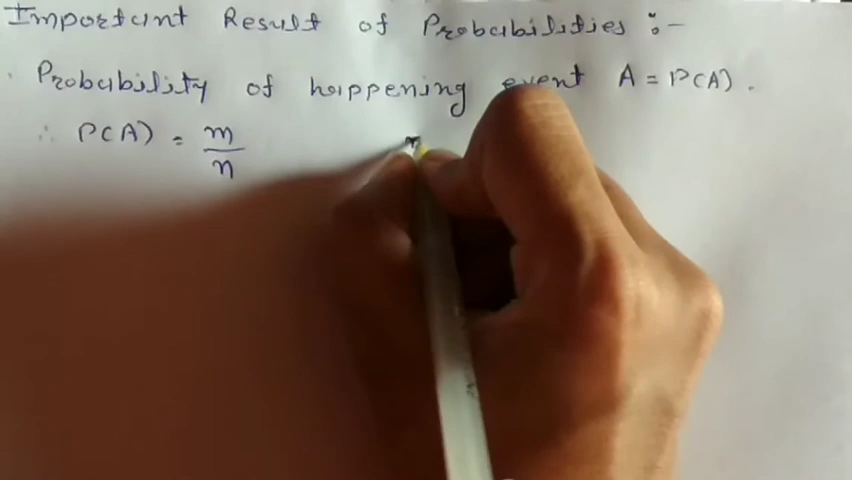 Important Result of Probabilities :-
Probability of happening event A = P(A).
∴ P(A) = m/n